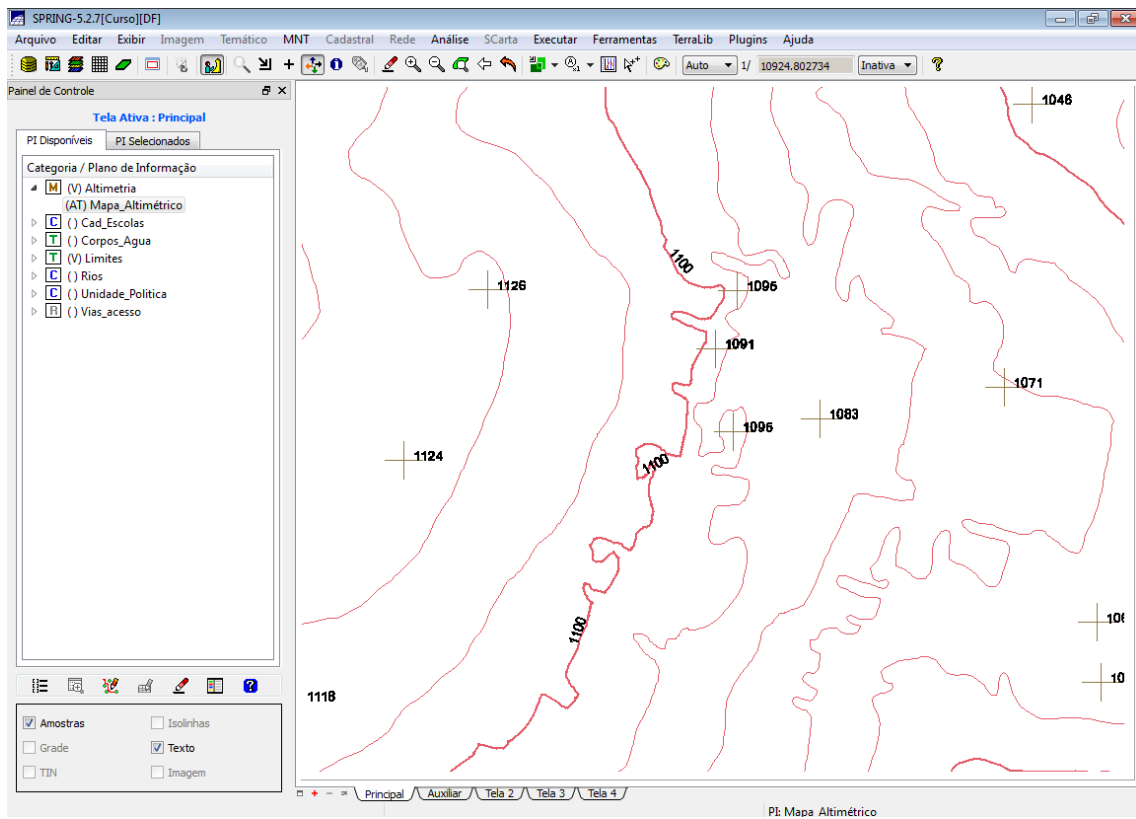 SPRING-5.2.7[Curso][DF]
Arquivo Editar Exibir Imagem Temático MNT Cadastral Rede Análise SCarta Executar Ferramentas TerraLib Plugins Ajuda
Auto 1/ 10924.802734 Inativa
Painel de Controle
Tela Ativa : Principal
PI Disponíveis PI Selecionados
Categoria / Plano de Informação
M (V) Altimetria
(AT) Mapa_Altimétrico
C ( ) Cad_Escolas
T ( ) Corpos_Agua
T (V) Limites
C ( ) Rios
C ( ) Unidade_Politica
R ( ) Vias_acesso
Amostras Isolinhas
Grade Texto
TIN Imagem
1046
1100
1126
1095
1091
1071
1083
1095
1124
1100
1100
1118
Principal Auxiliar Tela 2 Tela 3 Tela 4
PI: Mapa_Altimétrico